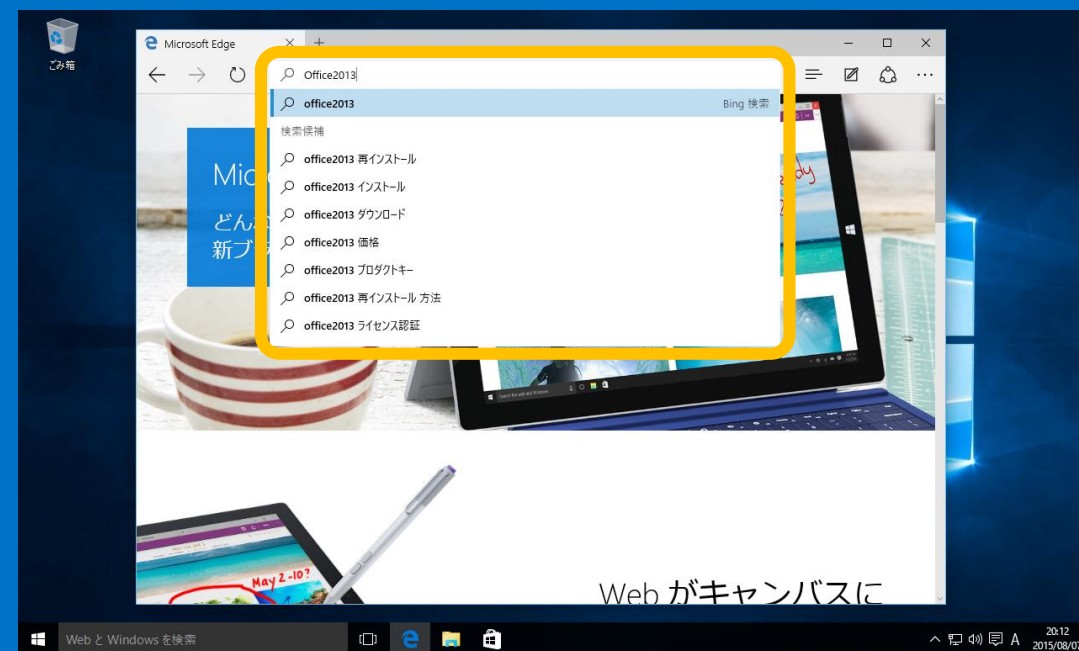 ごみ箱
Microsoft Edge
Office2013
office2013 Bing 検索
検索候補
office2013 再インストール
office2013 インストール
office2013 ダウンロード
office2013 価格
office2013 プロダクトキー
office2013 再インストール 方法
office2013 ライセンス認証
Mic
どん
新ブ
May 2-10?
Web がキャンバスに
Web と Windows を検索
A
20:12
2015/08/07